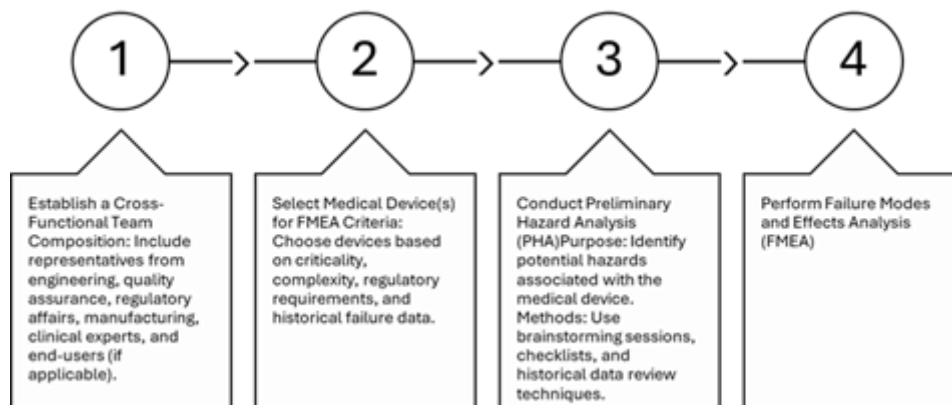 1
2
3
4
Establish a Cross-
Functional Team
Composition: Include
representatives from
engineering, quality
assurance, regulatory
affairs, manufacturing,
clinical experts, and
end-users (if
applicable).
Select Medical Device(s)
for FMEA Criteria:
Choose devices based
on criticality,
complexity, regulatory
requirements, and
historical failure data.
Conduct Preliminary
Hazard Analysis
(PHA)Purpose: Identify
potential hazards
associated with the
medical device.
Methods: Use
brainstorming sessions,
checklists, and
historical data review
techniques.
Perform Failure Modes
and Effects Analysis
(FMEA)